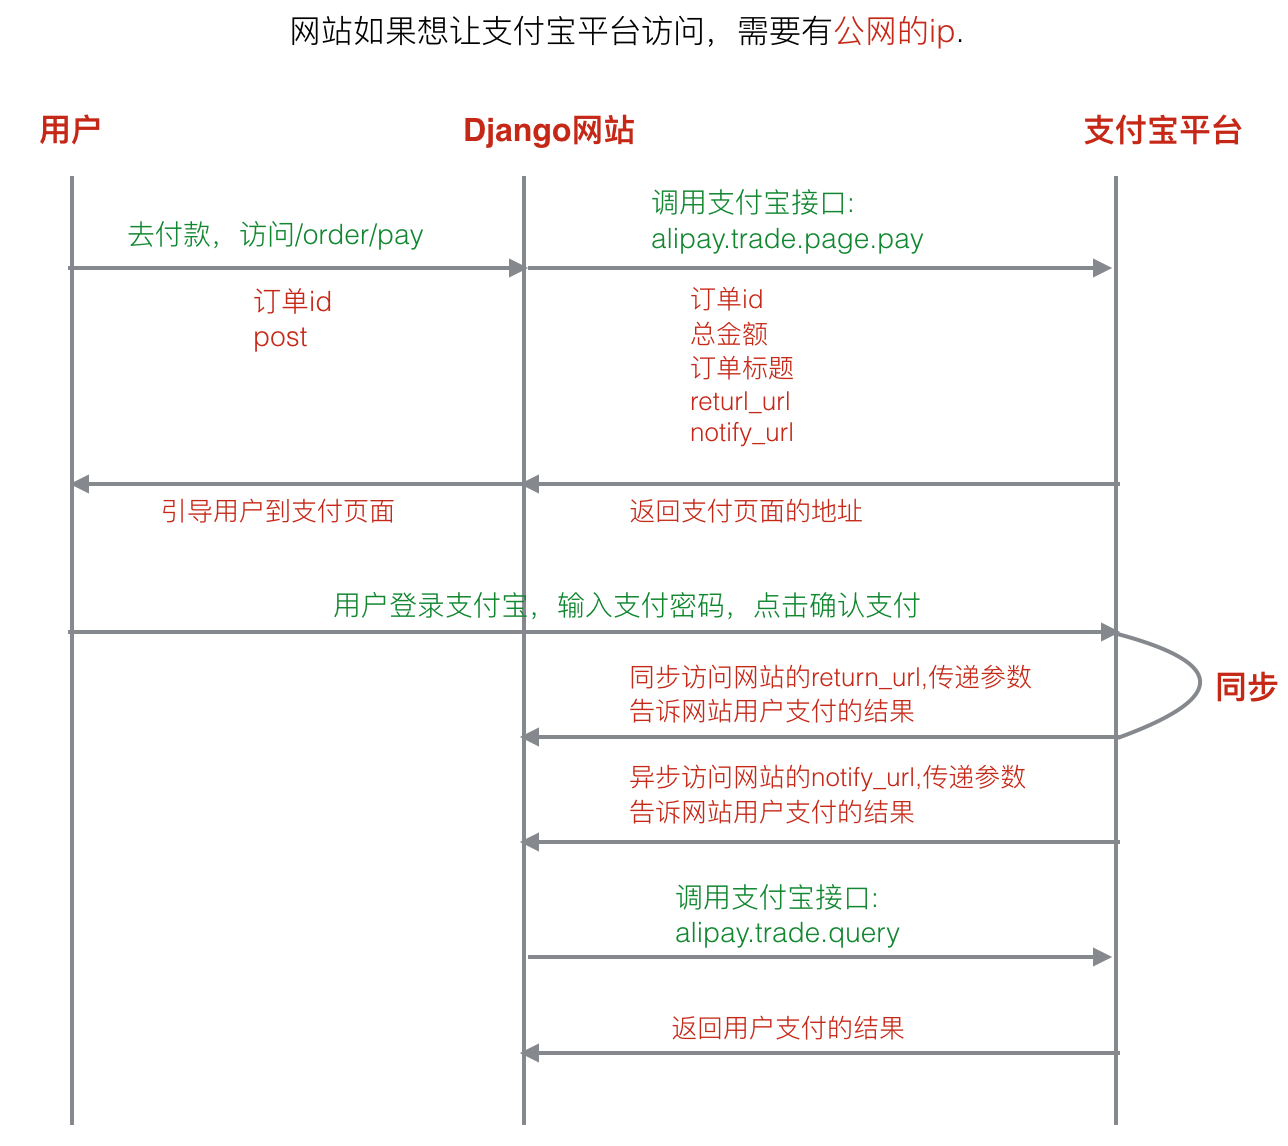 网站如果想让支付宝平台访问，需要有公网的ip.
用户
Django网站
支付宝平台
去付款，访问/order/pay
调用支付宝接口:
alipay.trade.page.pay
订单id
post
订单id
总金额
订单标题
returl_url
notify_url
引导用户到支付页面
返回支付页面的地址
用户登录支付宝，输入支付密码，点击确认支付
同步访问网站的return_url,传递参数
告诉网站用户支付的结果
同步
异步访问网站的notify_url,传递参数
告诉网站用户支付的结果
调用支付宝接口:
alipay.trade.query
返回用户支付的结果